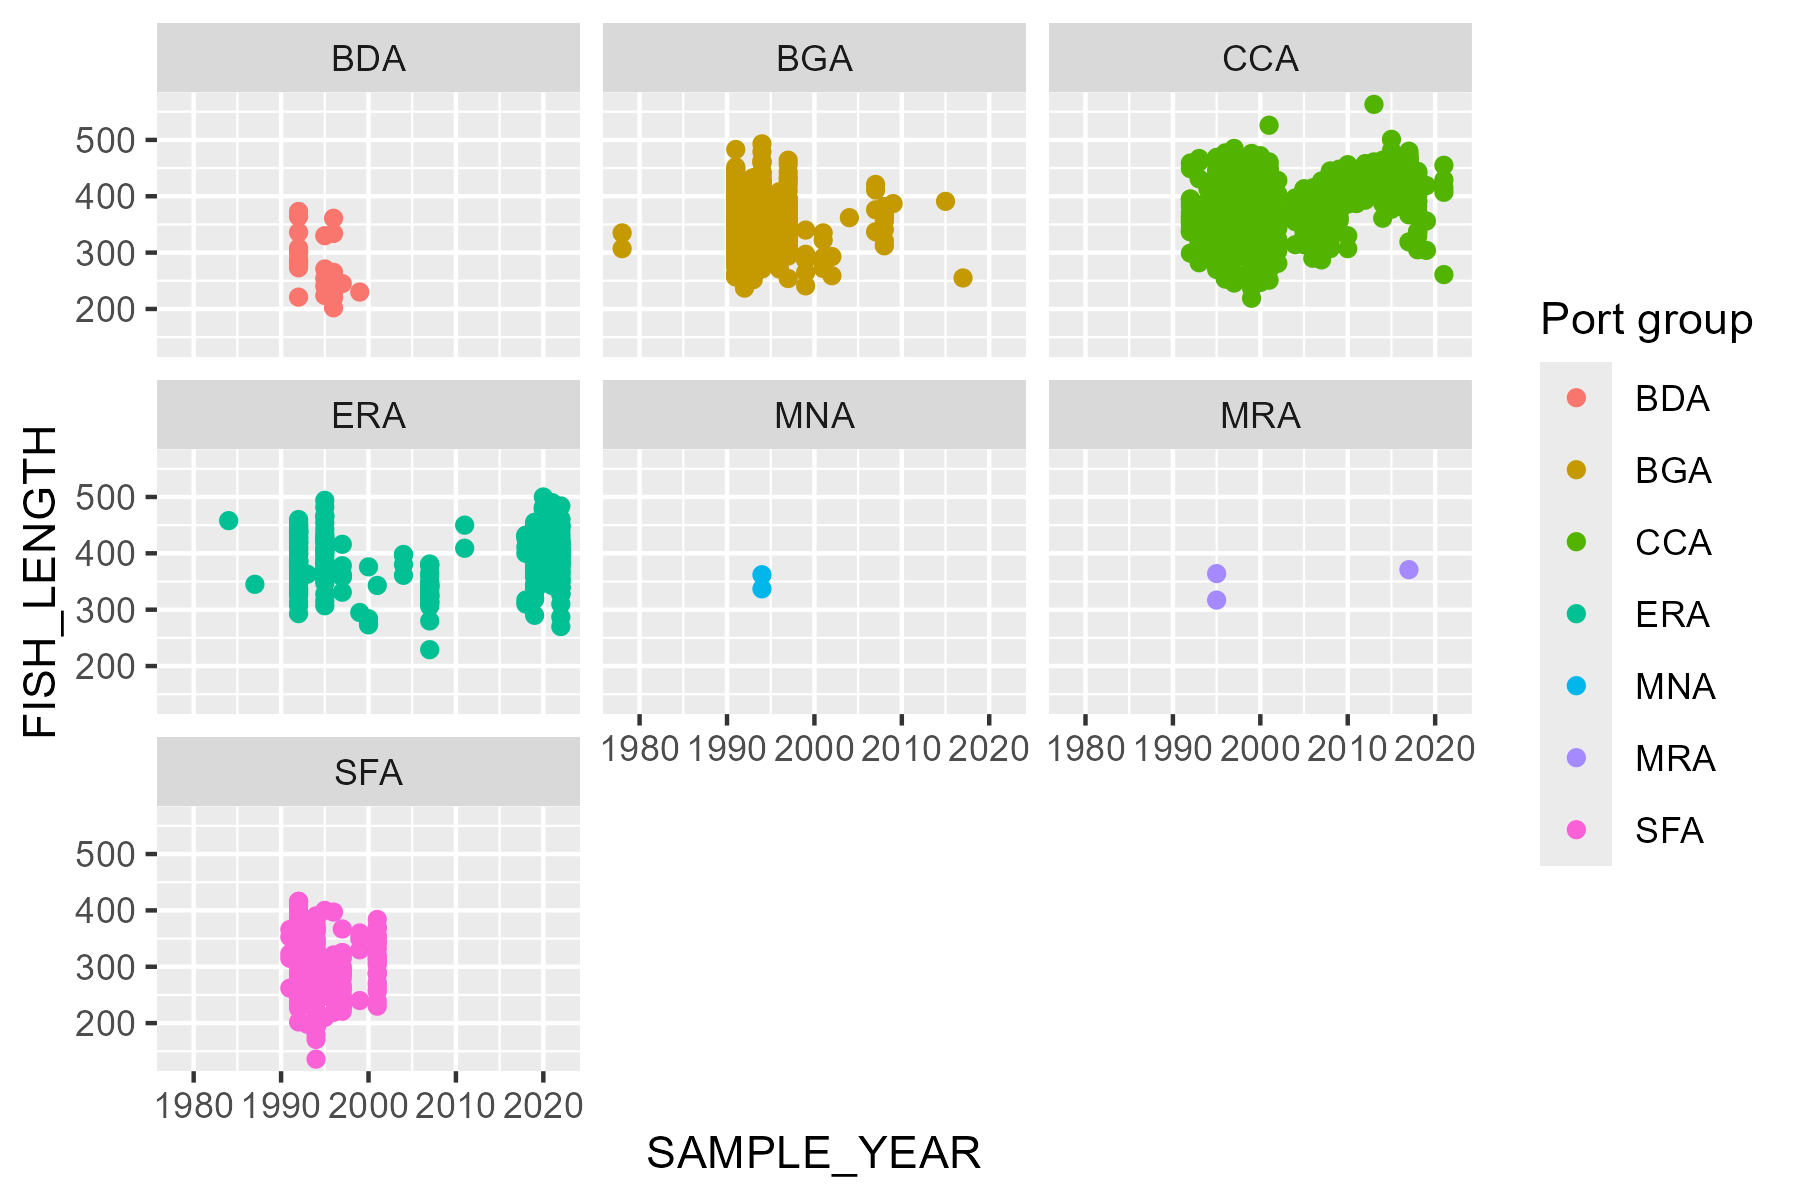 BDA BGA CCA
500
400
300
200
ERA MNA MRA
500
400
300
200
1980 1990 2000 2010 2020 1980 1990 2000 2010 2020
SFA
500
400
300
200
1980 1990 2000 2010 2020
SAMPLE_YEAR
FISH_LENGTH
Port group
BDA
BGA
CCA
ERA
MNA
MRA
SFA